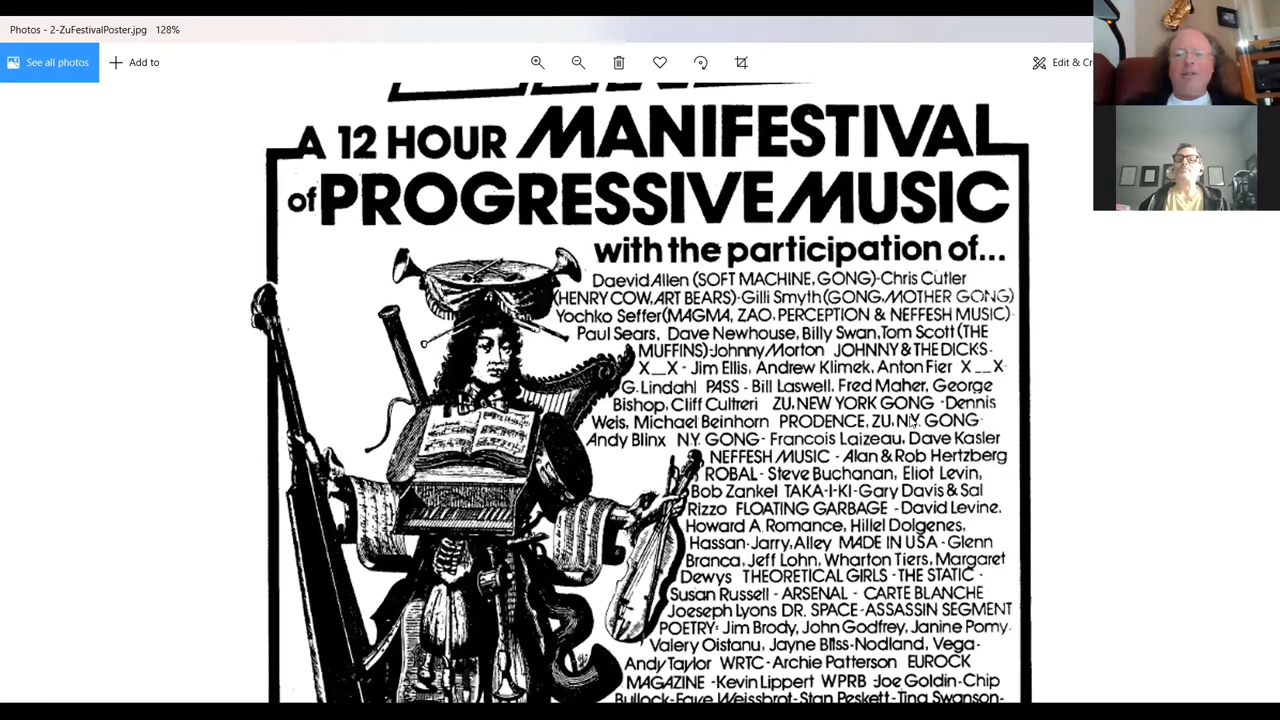 Photos - 2-ZuFestivalPoster.jpg 128%
See all photos
Add to
Edit & Cr
A 12 HOUR MANIFESTIVAL
of PROGRESSIVE MUSIC
with the participation of...
Daevid Allen (SOFT MACHINE, GONG)-Chris Cutler
(HENRY COW, ART BEARS)-Gilli Smyth (GONG, MOTHER GONG)
Yochko Seffer (MAGMA, ZAO, PERCEPTION & NEFFESH MUSIC)-
Paul Sears, Dave Newhouse, Billy Swan, Tom Scott (THE
MUFFINS)-Johnny Morton JOHNNY & THE DICKS-
X__X - Jim Ellis, Andrew Klimek, Anton Fier X__X-
G. Lindahl PASS - Bill Laswell, Fred Maher, George
Bishop, Cliff Cultreri ZU, NEW YORK GONG -Dennis
Weis, Michael Beinhorn PRODENCE, ZU, N.Y. GONG-
Andy Blinx N.Y. GONG- Francois Laizeau, Dave Kasler
NEFFESH MUSIC - Alan & Rob Hertzberg
ROBAL - Steve Buchanan, Eliot Levin,
Bob Zankel TAKA-I-KI-Gary Davis & Sal
Rizzo FLOATING GARBAGE - David Levine,
Howard A. Romance, Hillel Dolgenes,
Hassan-Jarry, Alley MADE IN USA - Glenn
Branca, Jeff Lohn, Wharton Tiers, Margaret
Dewys THEORETICAL GIRLS - THE STATIC -
Susan Russell - ARSENAL - CARTE BLANCHE
Joeseph Lyons DR. SPACE-ASSASSIN SEGMENT
POETRY: Jim Brody, John Godfrey, Janine Pomy-
Valery Oistanu, Jayne Bliss-Nodland, Vega-
Andy Taylor WRTC-Archie Patterson EUROCK
MAGAZINE -Kevin Lippert WPRB -Joe Goldin-Chip
Bullock-Faye Weissbrot-Stan Peskett-Tina Swanson-